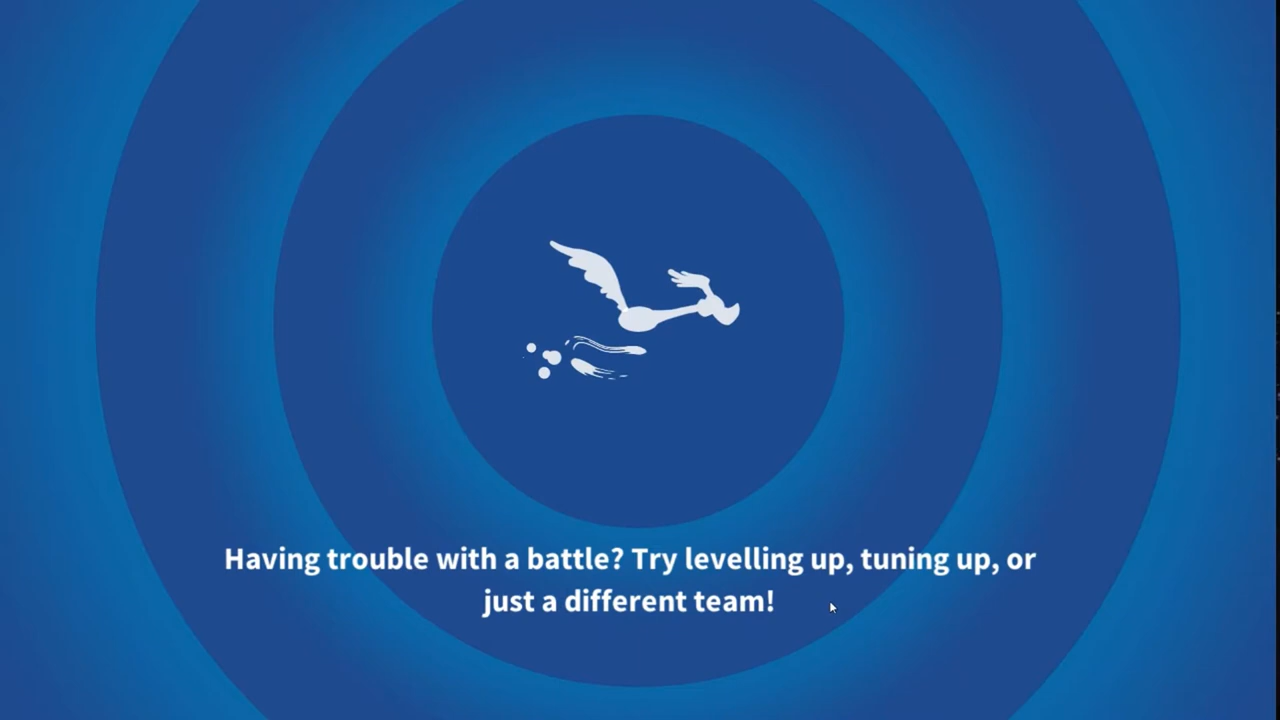 Having trouble with a battle? Try levelling up, tuning up, or
just a different team!